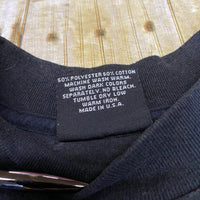 50% POLYESTER 50% COTTON
MACHINE WASH WARM.
WASH DARK COLORS
SEPARATELY. NO BLEACH.
TUMBLE DRY LOW
WARM IRON.
MADE IN U.S.A.